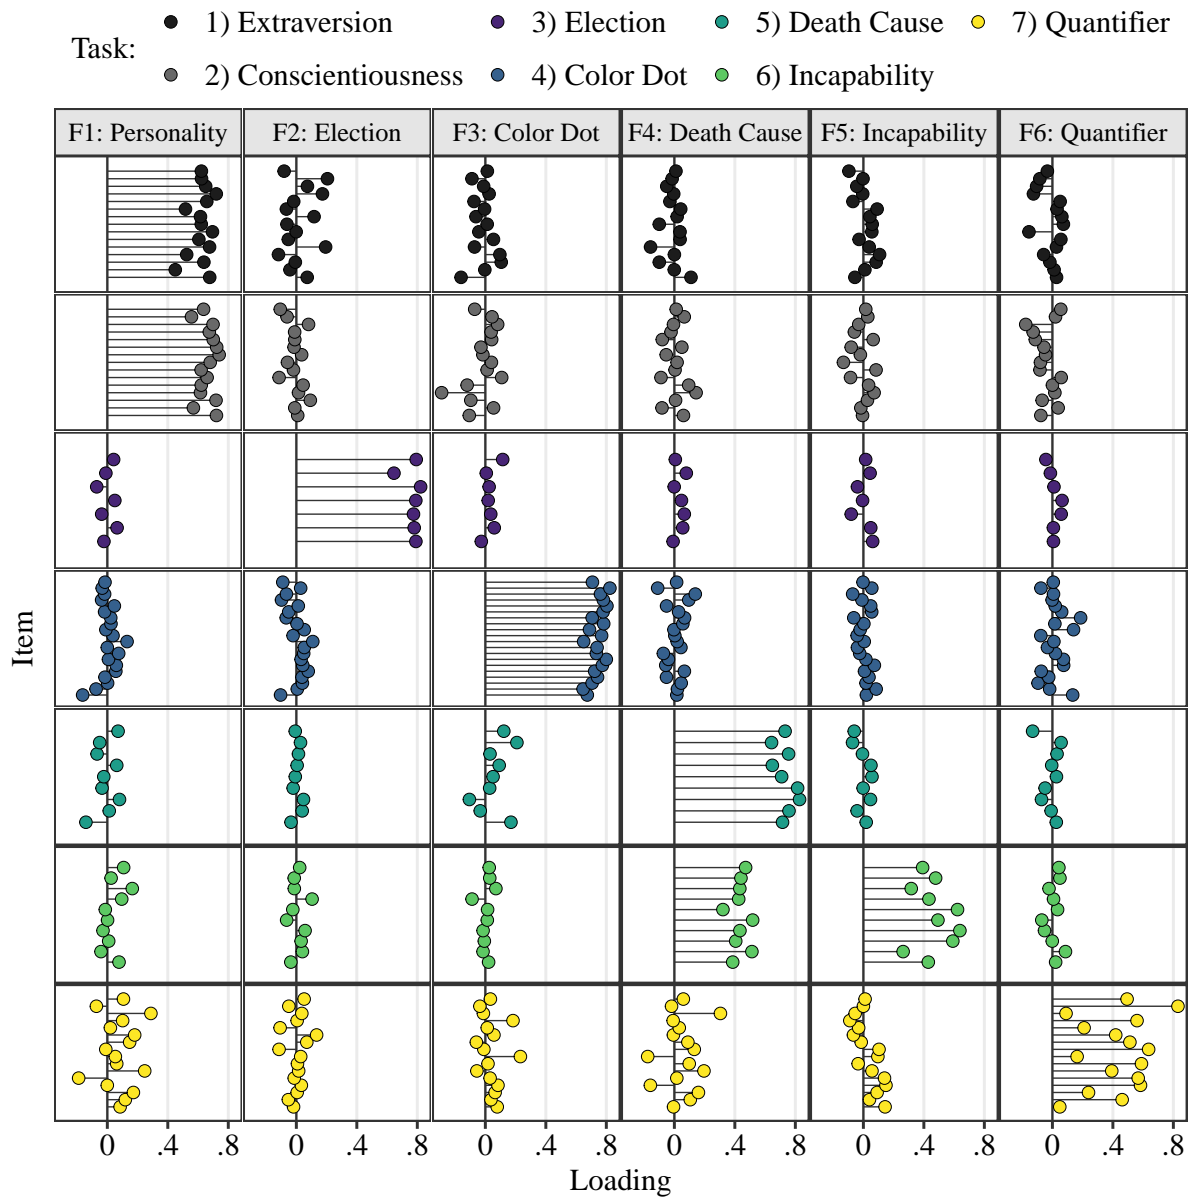 Task:
1) Extraversion
3) Election
5) Death Cause
7) Quantifier
2) Conscientiousness
4) Color Dot
6) Incapability
F1: Personality
F2: Election
F3: Color Dot
F4: Death Cause
F5: Incapability
F6: Quantifier
Item
0 .4 .8 0 .4 .8 0 .4 .8 0 .4 .8 0 .4 .8 0 .4 .8
Loading